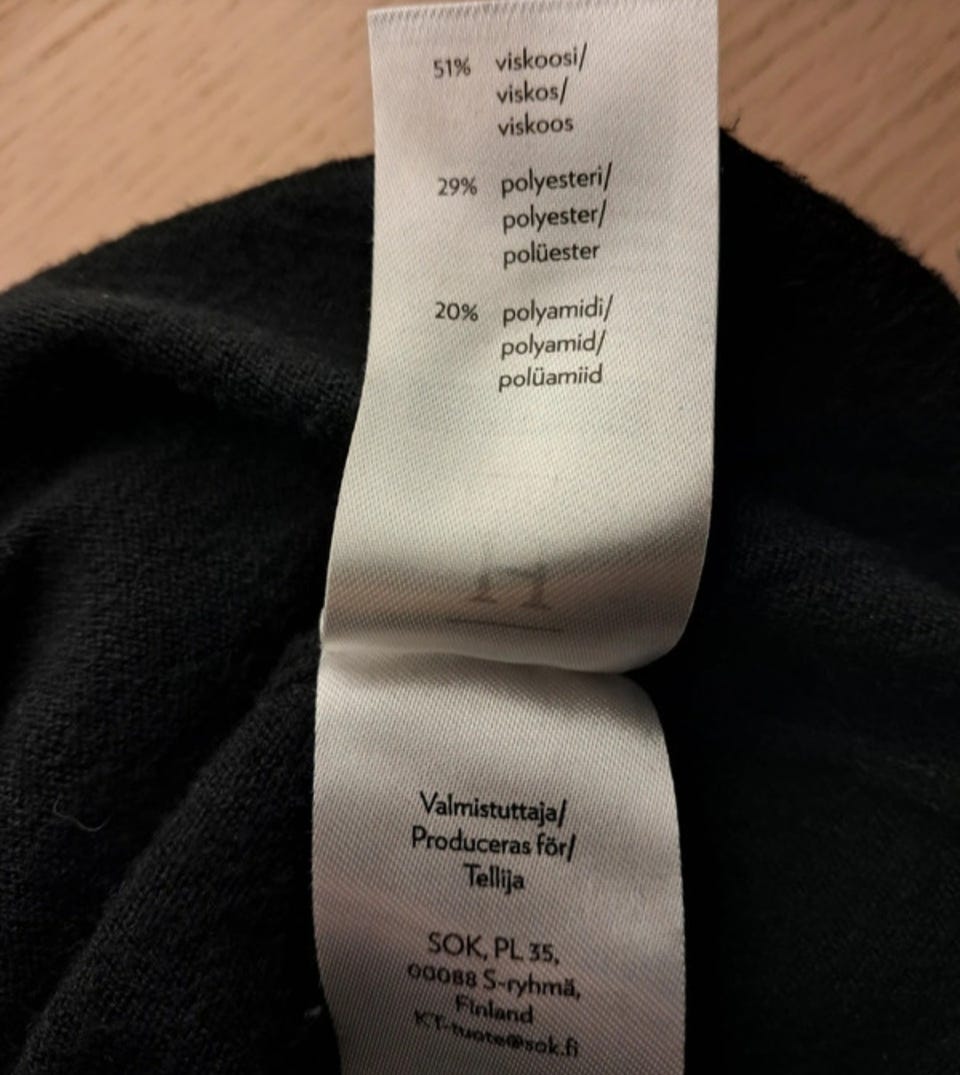 51% viskoosi/
viskos/
viskoos
29% polyesteri/
polyester/
polüester
20% polyamidi/
polyamid/
polüamiid
Valmistuttaja/
Produceras för/
Tellija
SOK, PL 35,
00088 S-ryhmä,
Finland
KT-tuote@sok.fi